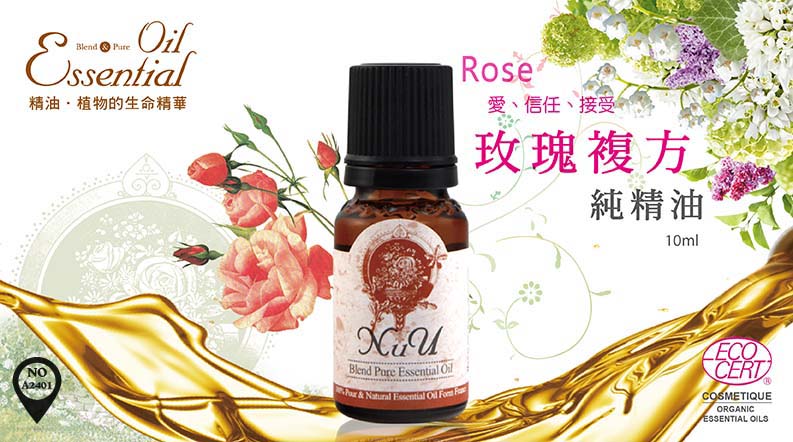 Blend & Pure
Essential Oil
精油・植物的生命精華
Rose
愛、信任、接受
玫瑰複方
純精油
10ml
NuU
Blend Pure Essential Oil
100% Pour & Natural Essential Oil Form France
NO
A2401
ECO
CERT®
COSMETIQUE
ORGANIC
ESSENTIAL OILS